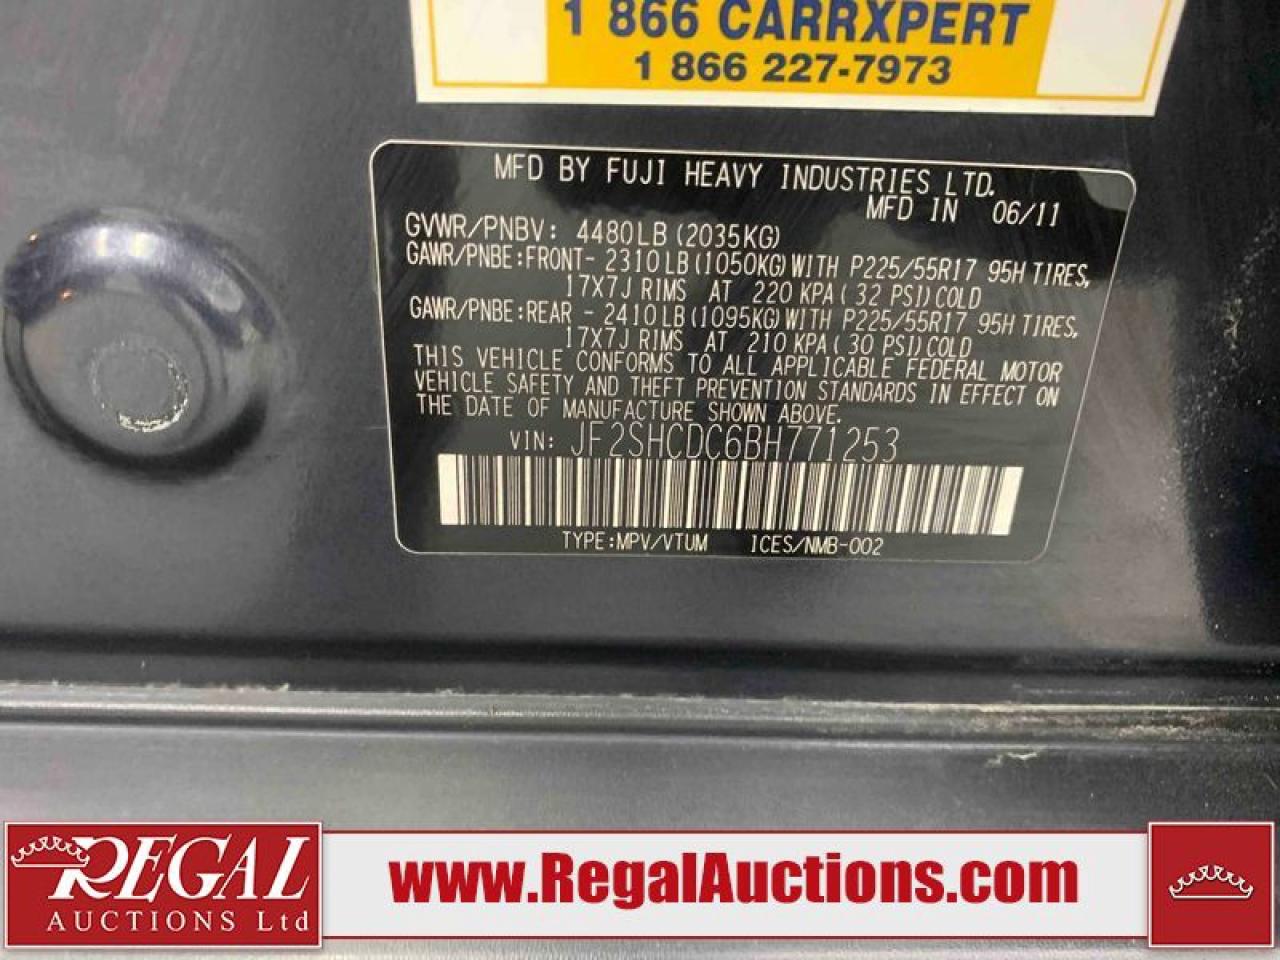 1 866 CARRXPERT
1 866 227-7973
MFD BY FUJI HEAVY INDUSTRIES LTD.
MFD IN 06/11
GVWR/PNBV: 4480LB (2035KG)
GAWR/PNBE:FRONT- 2310LB (1050KG) WITH P225/55R17 95H TIRES,
17X7J RIMS AT 220 KPA ( 32 PSI) COLD
GAWR/PNBE:REAR - 2410LB (1095KG) WITH P225/55R17 95H TIRES,
17X7J RIMS AT 210 KPA (30 PSI) COLD
THIS VEHICLE CONFORMS TO ALL APPLICABLE FEDERAL MOTOR
VEHICLE SAFETY AND THEFT PREVENTION STANDARDS IN EFFECT ON
THE DATE OF MANUFACTURE SHOWN ABOVE.
VIN: JF2SHCDC6BH771253
TYPE:MPV/VTUM ICES/NMB-002
REGAL
AUCTIONS Ltd
www.RegalAuctions.com